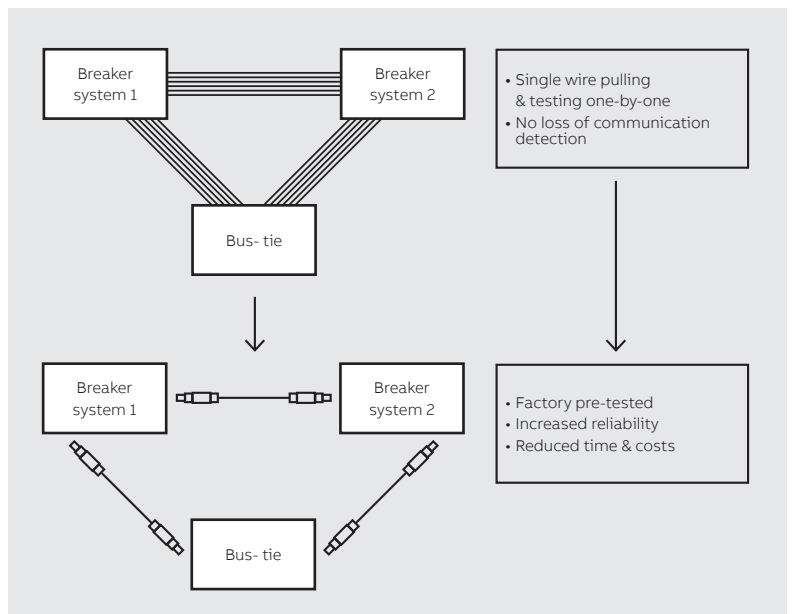 Breaker
system 1
Breaker
system 2
• Single wire pulling
& testing one-by-one
• No loss of communication
detection
Bus- tie
Breaker
system 1
Breaker
system 2
• Factory pre-tested
• Increased reliability
• Reduced time & costs
Bus- tie